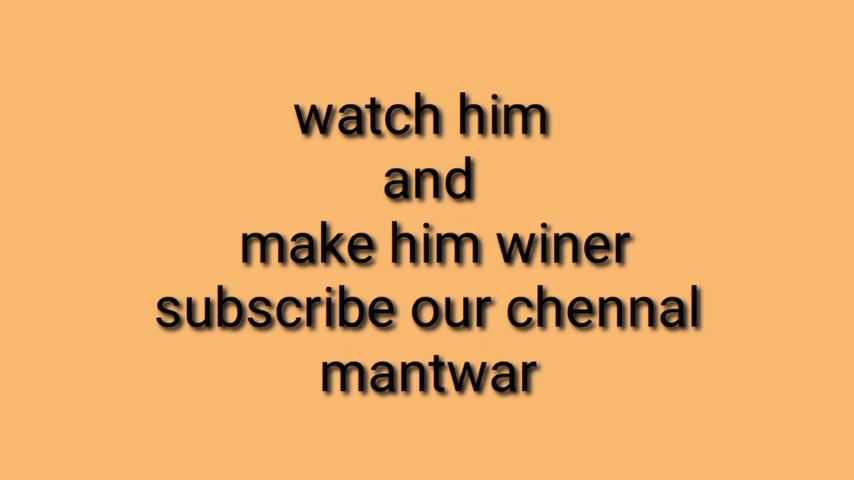 watch him
and
make him winer
subscribe our chennal
mantwar